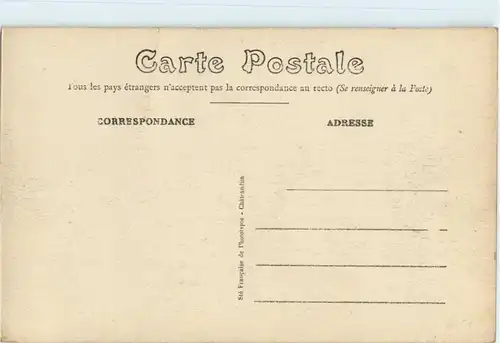 Carte Postale
Tous les pays étrangers n'acceptent pas la correspondance au recto (Se renseigner à la Poste)
CORRESPONDANCE
ADRESSE
Sté Française de Phototypie - Châteaudun